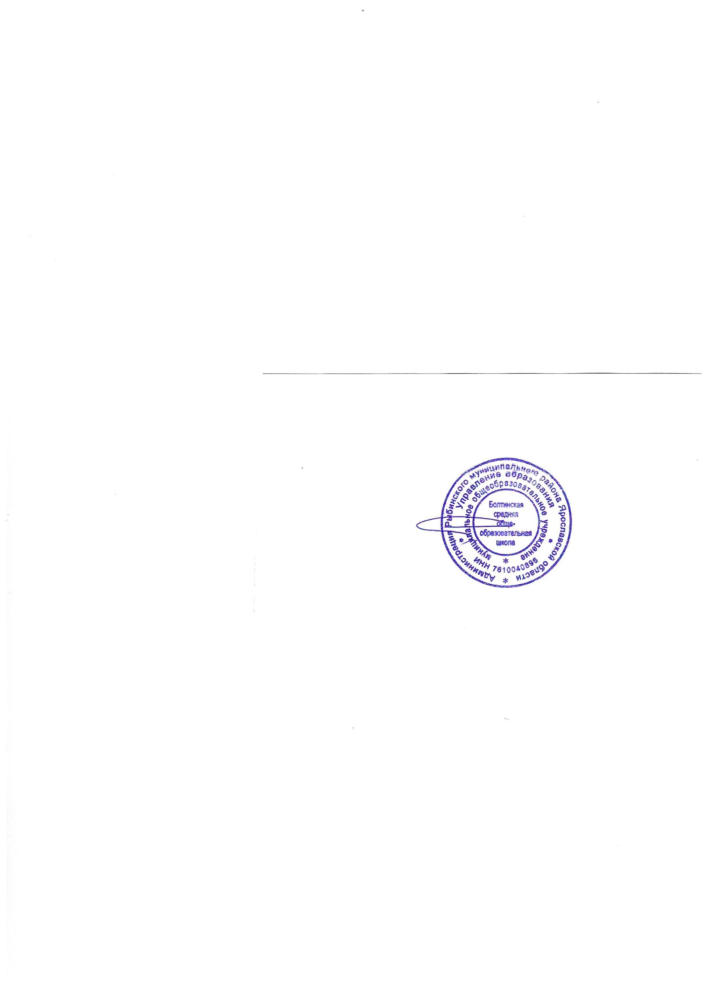 Администрация Рыбинского муниципального района Ярославской области
Управление образования
муниципальное общеобразовательное учреждение
ИНН 7610040896
Болтинская
средняя
обще-
образовательная
школа